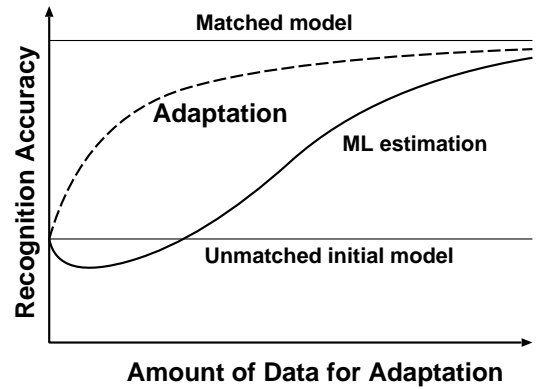 Matched model
Adaptation
ML estimation
Unmatched initial model
Recognition Accuracy
Amount of Data for Adaptation